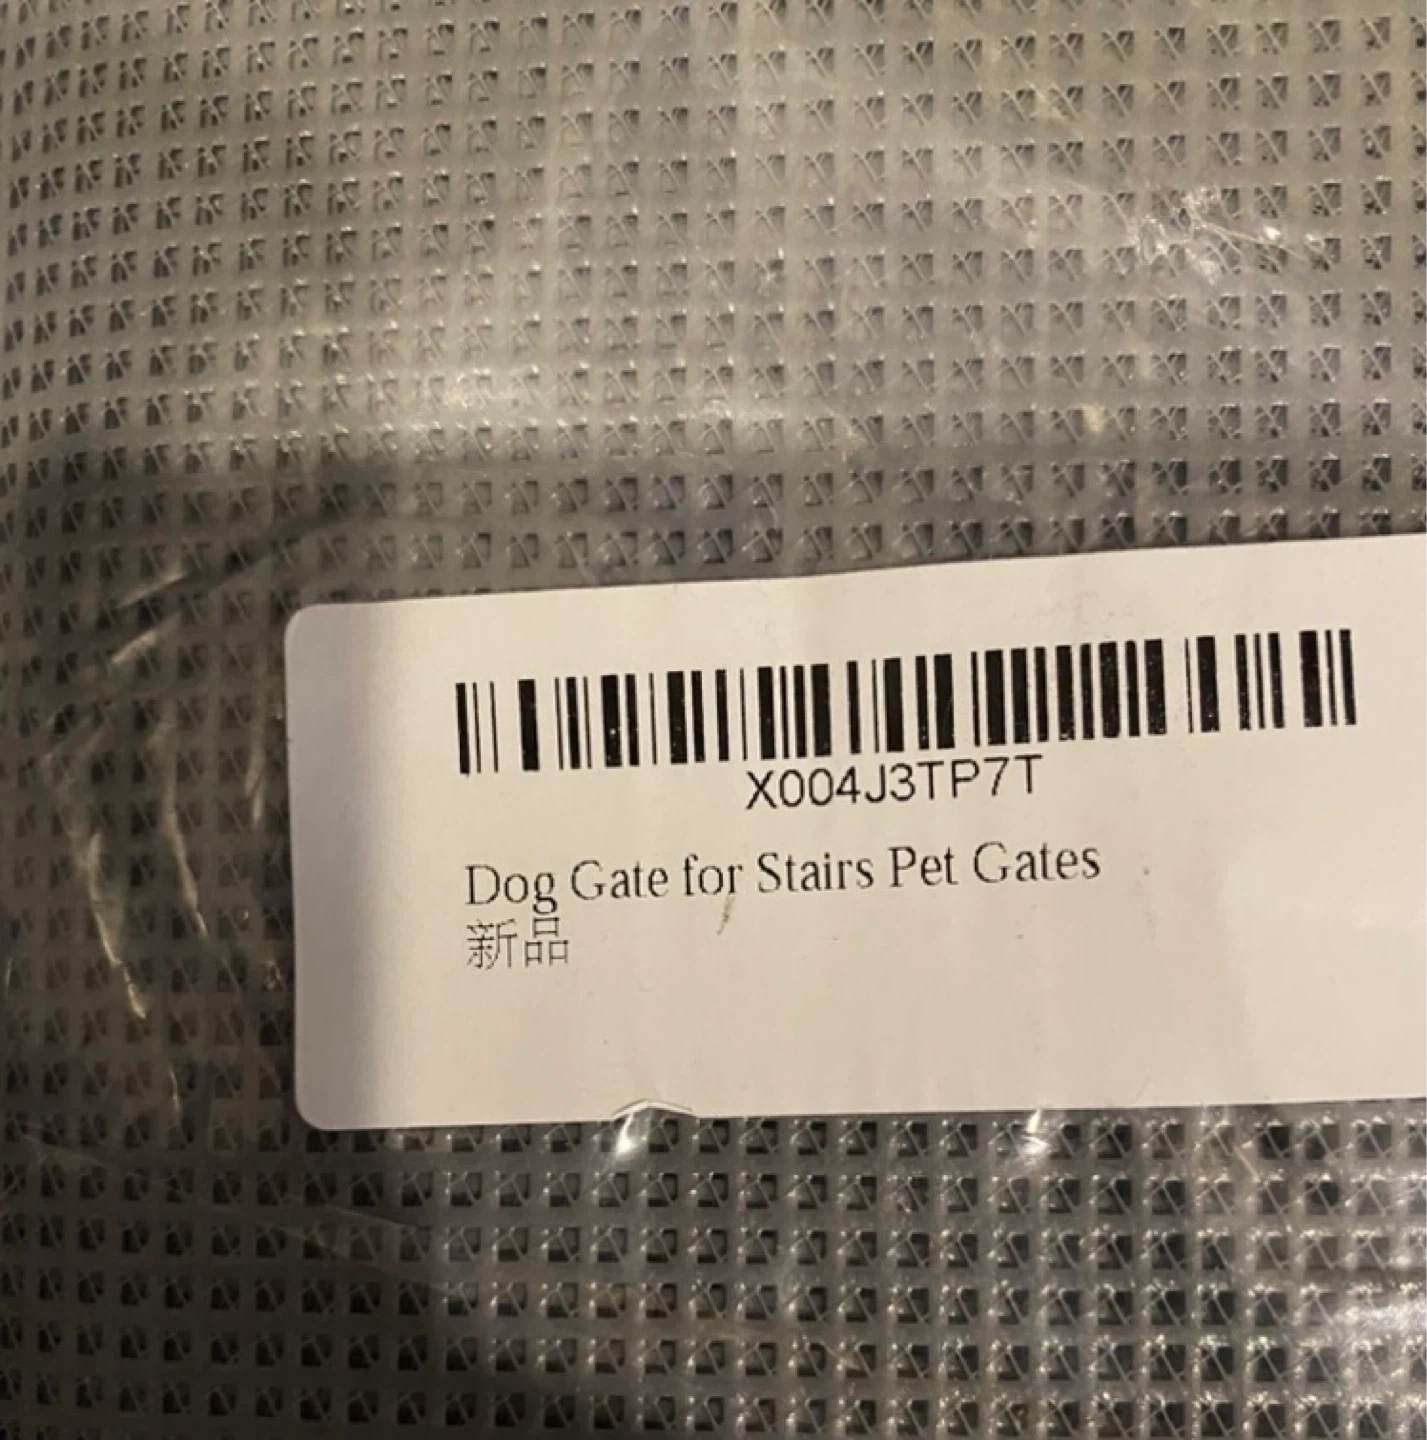 X004J3TP7T
Dog Gate for Stairs Pet Gates
新品